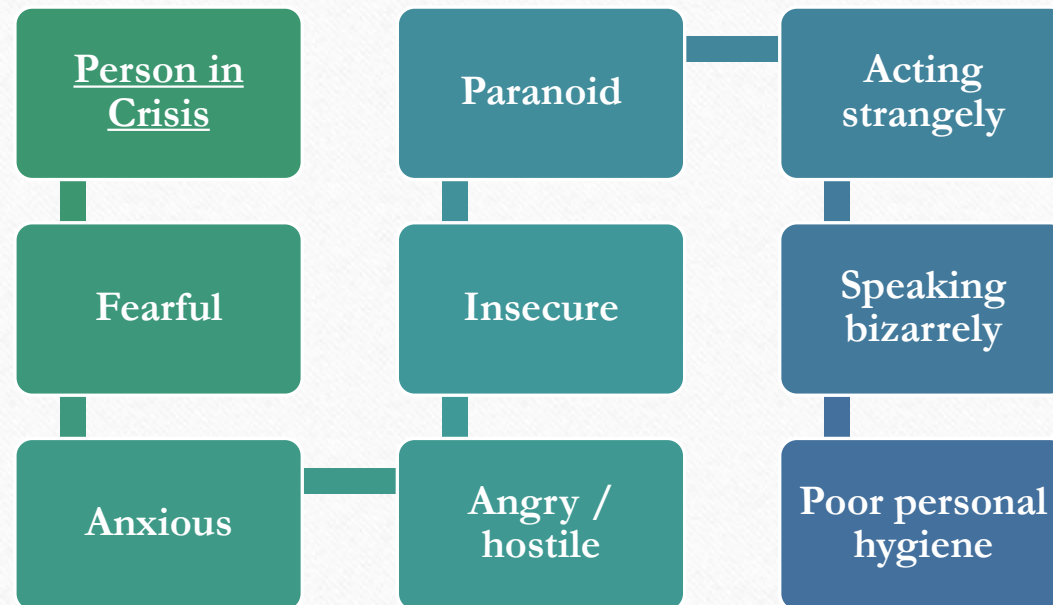 Person in
Crisis
Fearful
Anxious
Angry /
hostile
Insecure
Paranoid
Acting
strangely
Speaking
bizarrely
Poor personal
hygiene